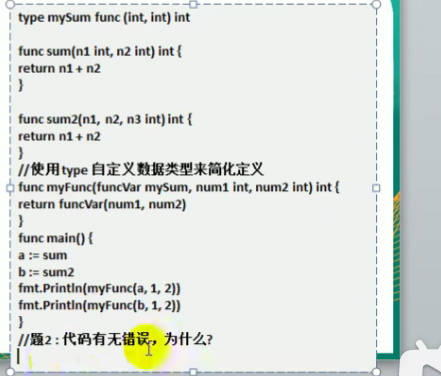 type mySum func (int, int) int
func sum(n1 int, n2 int) int {
return n1 + n2
}
func sum2(n1, n2, n3 int) int {
return n1 + n2
}
//使用type 自定义数据类型来简化定义
func myFunc(funcVar mySum, num1 int, num2 int) int {
return funcVar(num1, num2)
}
func main() {
a := sum
b := sum2
fmt.Println(myFunc(a, 1, 2))
fmt.Println(myFunc(b, 1, 2))
}
//题2 : 代码有无错误，为什么?